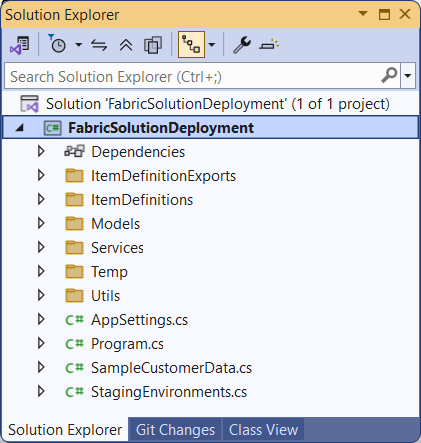 Solution Explorer
Search Solution Explorer (Ctrl+;)
Solution 'FabricSolutionDeployment' (1 of 1 project)
C# FabricSolutionDeployment
Dependencies
ItemDefinitionExports
ItemDefinitions
Models
Services
Temp
Utils
C# AppSettings.cs
C# Program.cs
C# SampleCustomerData.cs
C# StagingEnvironments.cs
Solution Explorer Git Changes Class View